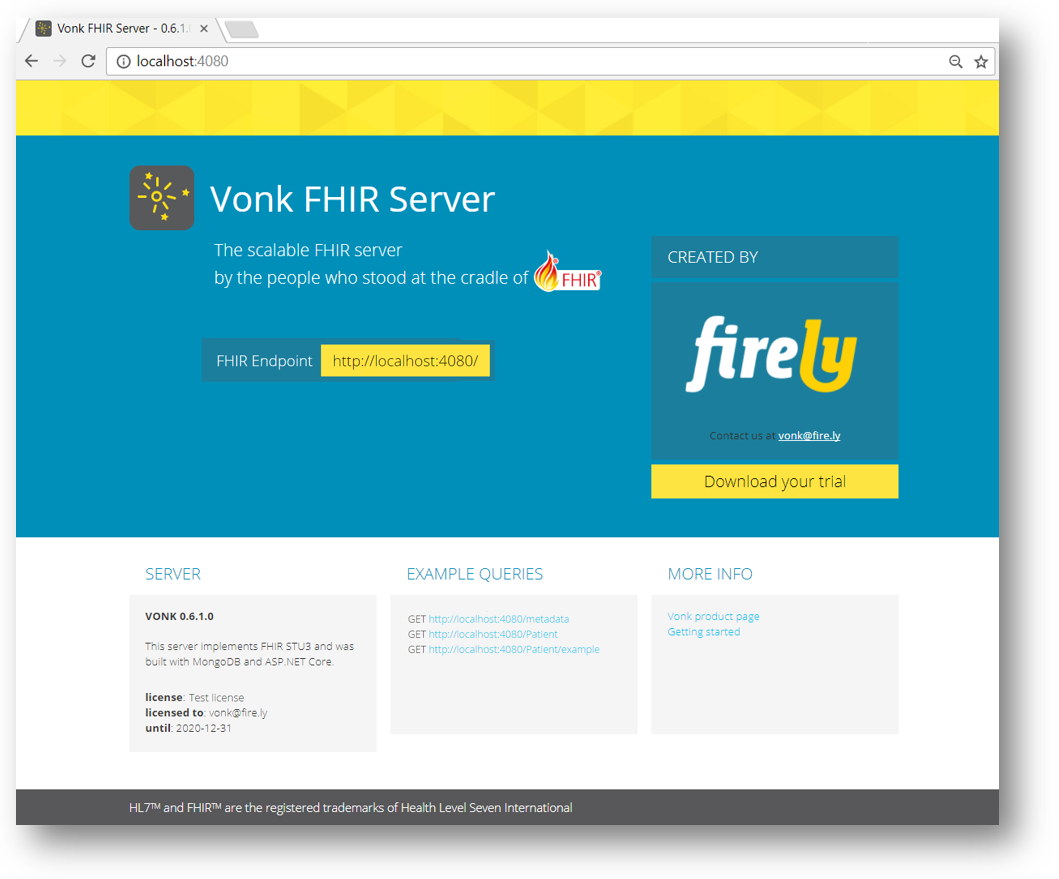 Vonk FHIR Server - 0.6.1.
localhost:4080
Vonk FHIR Server
The scalable FHIR server
by the people who stood at the cradle of FHIR®
FHIR Endpoint http://localhost:4080/
CREATED BY
firely
Contact us at vonk@fire.ly
Download your trial
SERVER
VONK 0.6.1.0
This server implements FHIR STU3 and was
built with MongoDB and ASP.NET Core.
license: Test license
licensed to: vonk@fire.ly
until: 2020-12-31
EXAMPLE QUERIES
GET http://localhost:4080/metadata
GET http://localhost:4080/Patient
GET http://localhost:4080/Patient/example
MORE INFO
Vonk product page
Getting started
HL7™ and FHIR™ are the registered trademarks of Health Level Seven International